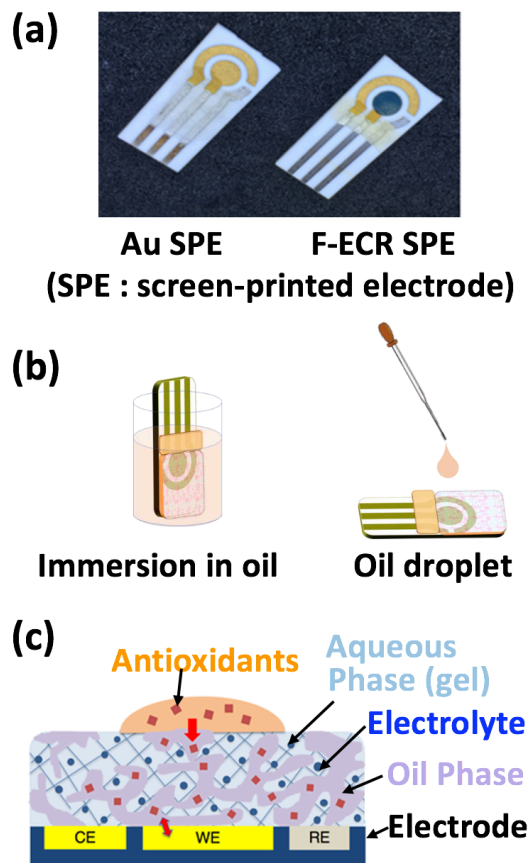 (a)
Au SPE F-ECR SPE
(SPE : screen-printed electrode)
(b)
Immersion in oil Oil droplet
(c)
Antioxidants
Aqueous
Phase (gel)
Electrolyte
Oil Phase
Electrode
CE WE RE